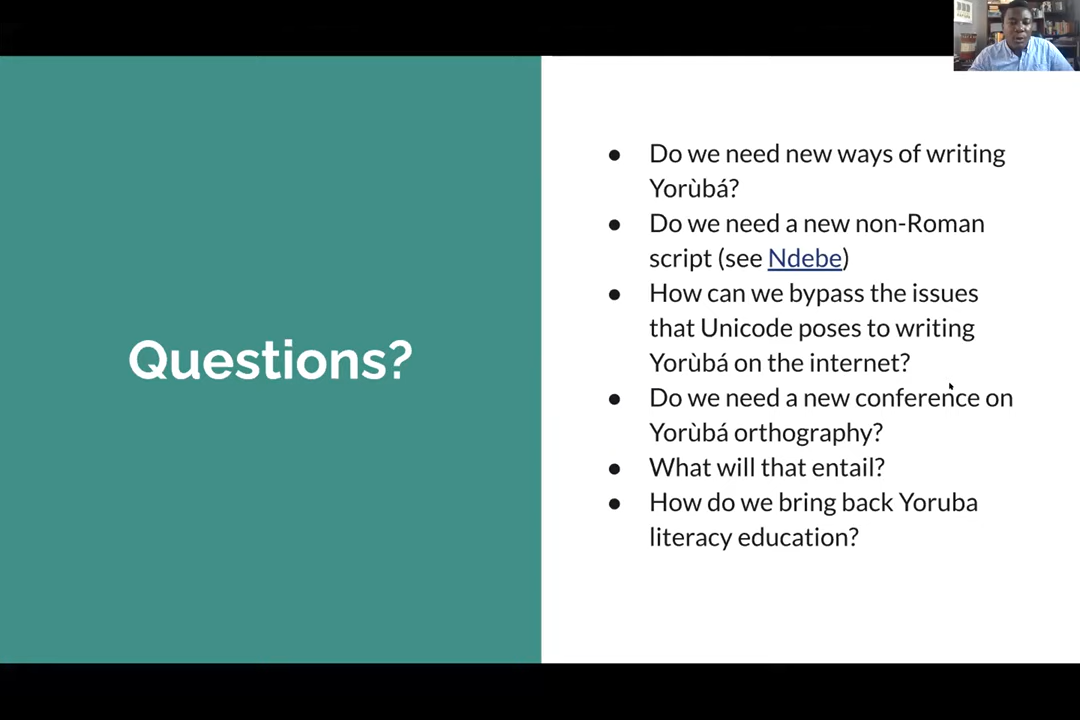 Questions?
● Do we need new ways of writing
Yorùbá?
● Do we need a new non-Roman
script (see Ndebe)
● How can we bypass the issues
that Unicode poses to writing
Yorùbá on the internet?
● Do we need a new conference on
Yorùbá orthography?
● What will that entail?
● How do we bring back Yoruba
literacy education?